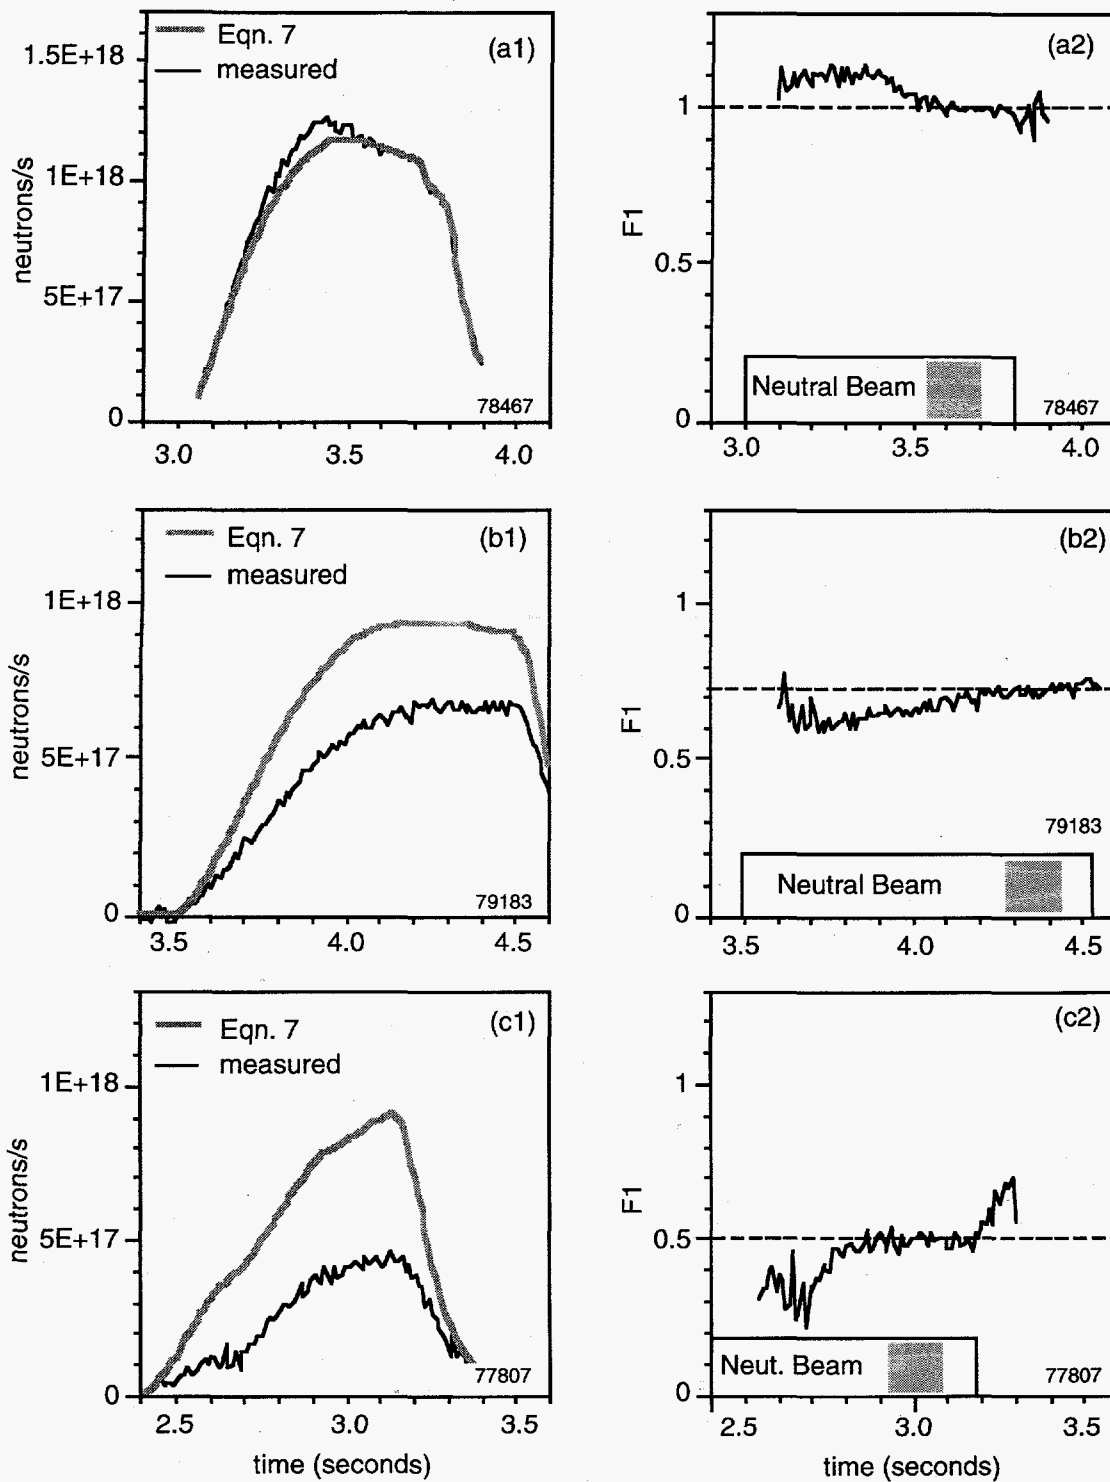 Eqn. 7
measured
(a1)
1.5E+18
1E+18
5E+17
0
neutrons/s
78467
3.0
3.5
4.0
(a2)
1
0.5
0
F1
Neutral Beam
78467
3.0
3.5
4.0
Eqn. 7
measured
(b1)
1E+18
5E+17
0
neutrons/s
79183
3.5
4.0
4.5
(b2)
1
0.5
0
F1
79183
Neutral Beam
3.5
4.0
4.5
Eqn. 7
measured
(c1)
1E+18
5E+17
0
neutrons/s
77807
2.5
3.0
3.5
time (seconds)
(c2)
1
0.5
0
F1
Neut. Beam
77807
2.5
3.0
3.5
time (seconds)